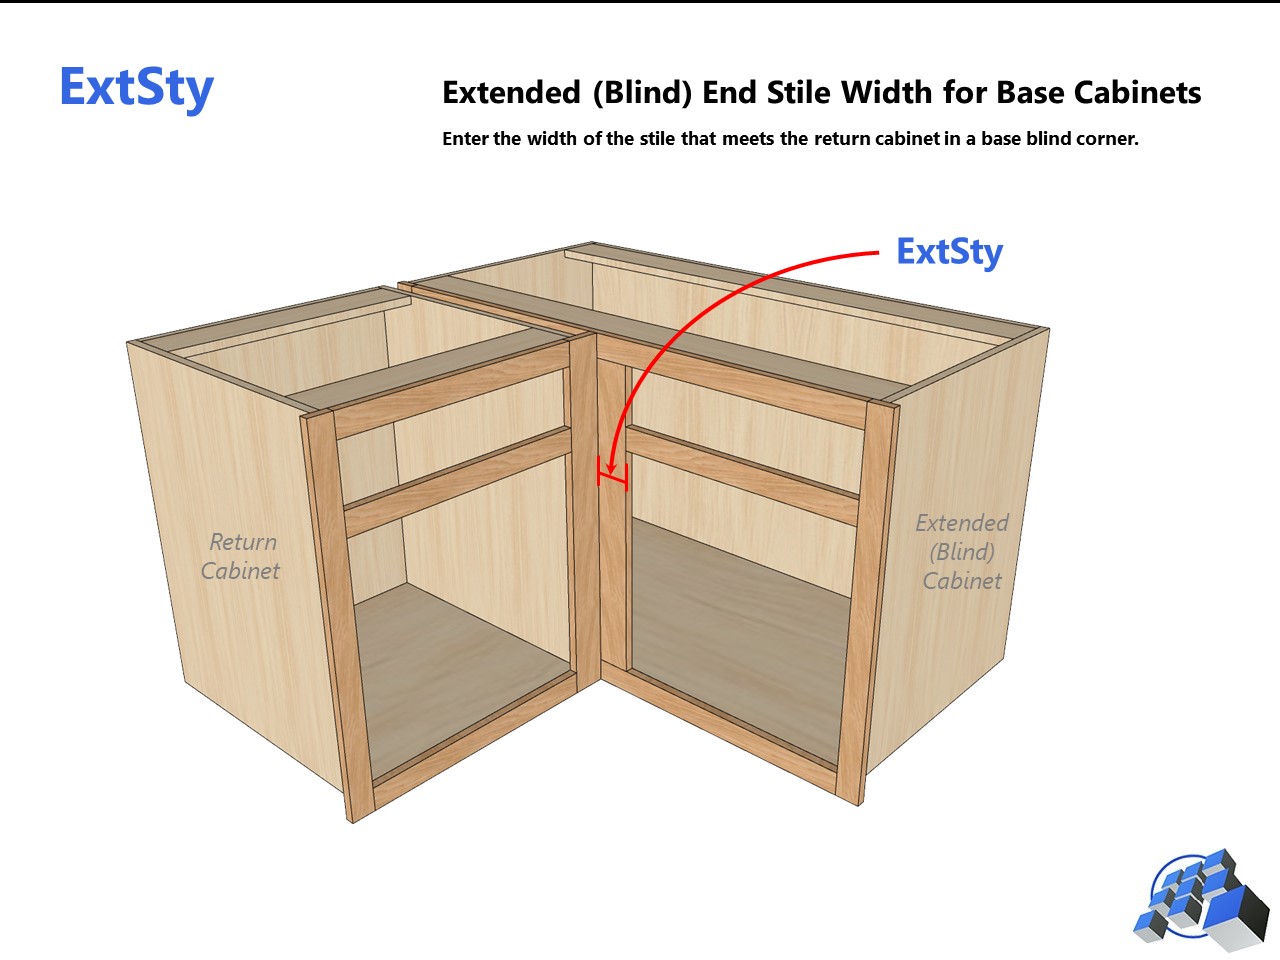 ExtSty
Extended (Blind) End Stile Width for Base Cabinets
Enter the width of the stile that meets the return cabinet in a base blind corner.
ExtSty
Return
Cabinet
Extended
(Blind)
Cabinet